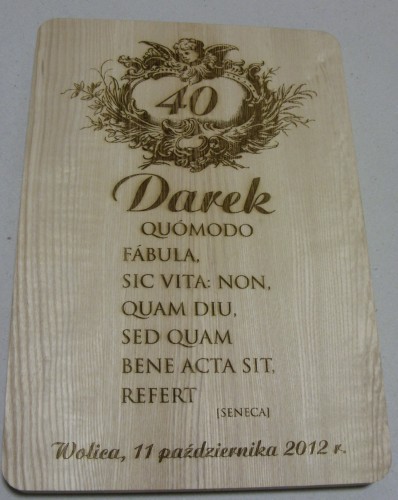 40
Darek
QUÓMODO
FÁBULA,
SIC VITA: NON,
QUAM DIU,
SED QUAM
BENE ACTA SIT,
REFERT
[SENECA]
Wolica, 11 października 2012 r.